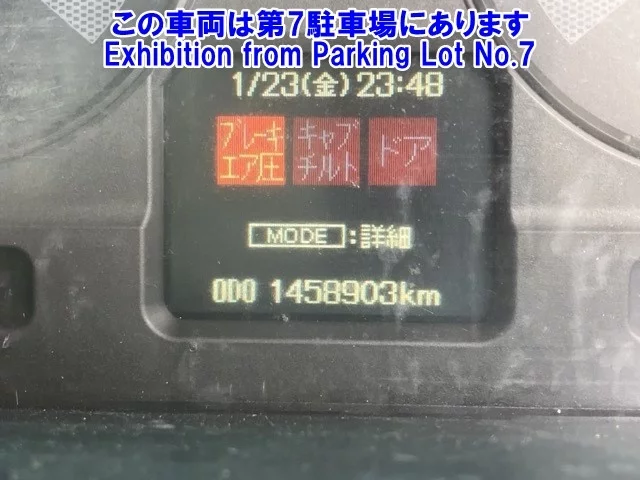 この車両は第7駐車場にあります
Exhibition from Parking Lot No.7
1/23(金) 23:48
ブレーキ キャブ ドア
エア圧 チルト
MODE :詳細
ODO 1458903km